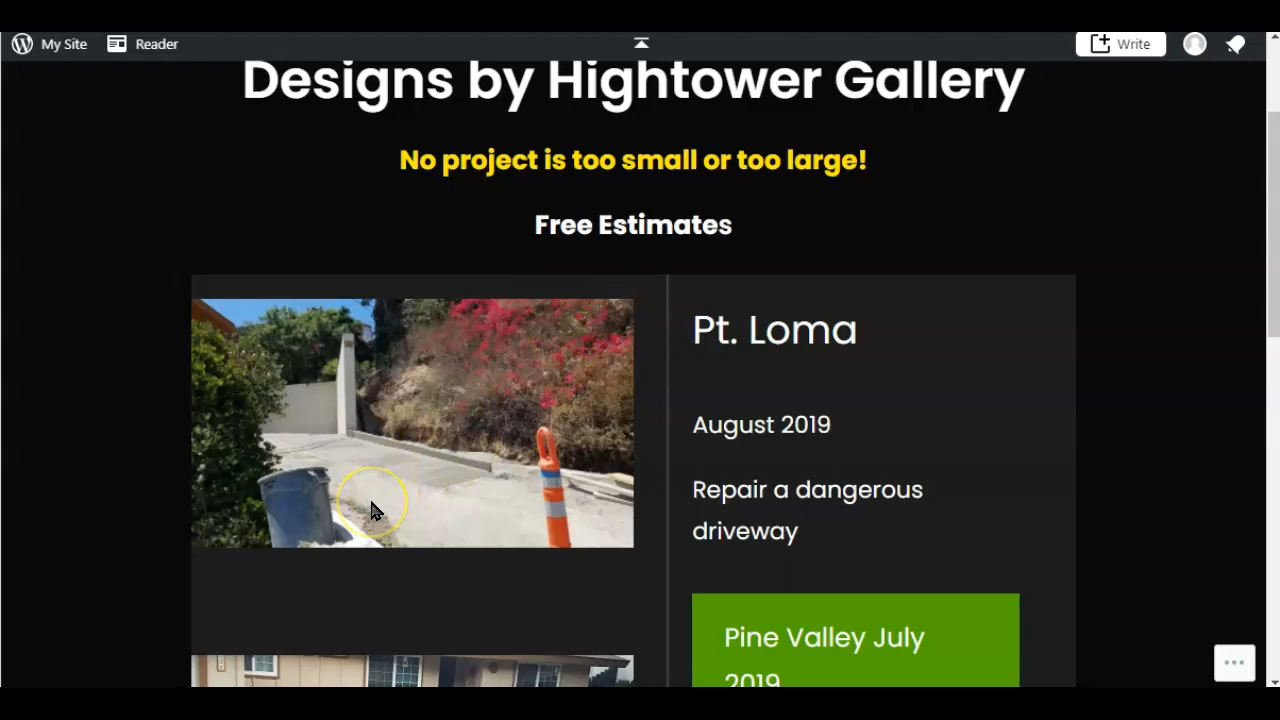 My Site
Reader
Write
Designs by Hightower Gallery
No project is too small or too large!
Free Estimates
Pt. Loma
August 2019
Repair a dangerous
driveway
Pine Valley July
2019